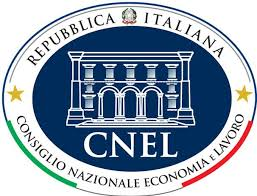 REPUBBLICA ITALIANA
CNEL
CONSIGLIO NAZIONALE ECONOMIA E LAVORO